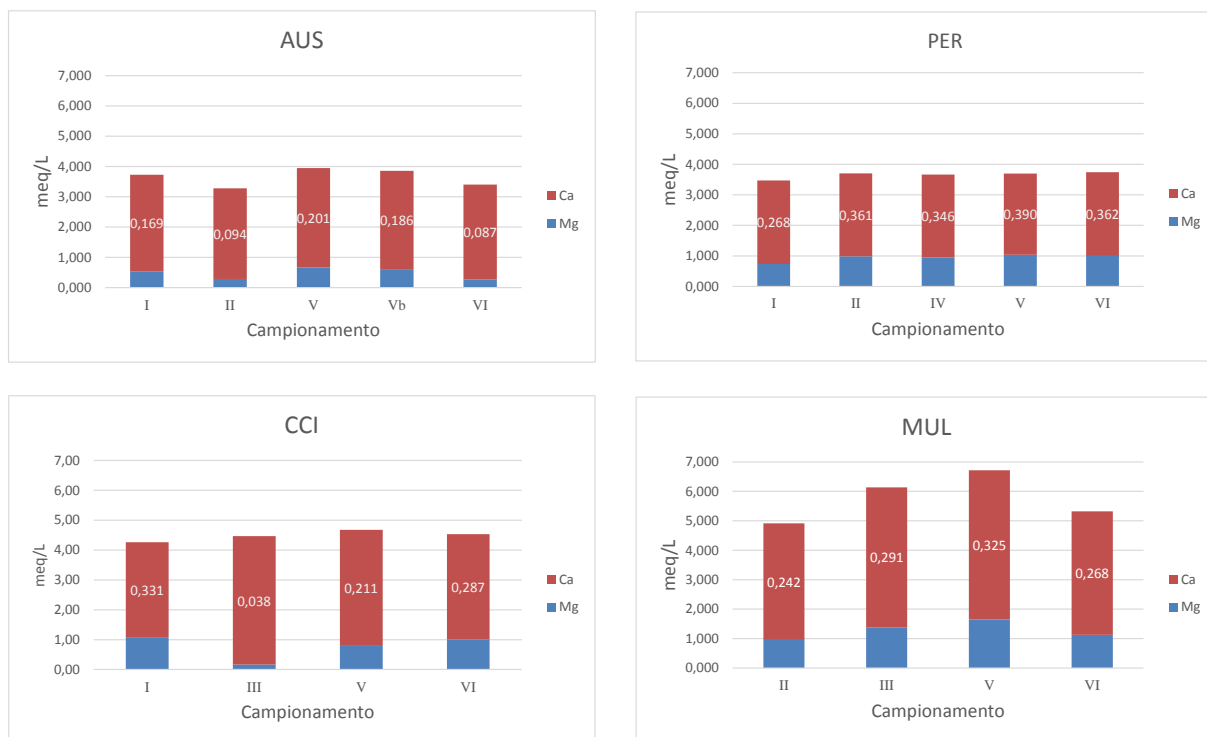 AUS
7,000
6,000
5,000
4,000
3,000
2,000
1,000
0,000
meq/L
0,169 0,094 0,201 0,186 0,087
I II V Vb VI
Campionamento
Ca
Mg
PER
7,000
6,000
5,000
4,000
3,000
2,000
1,000
0,000
meq/L
0,268 0,361 0,346 0,390 0,362
I II IV V VI
Campionamento
Ca
Mg
CCI
7,00
6,00
5,00
4,00
3,00
2,00
1,00
0,00
meq/L
0,331 0,038 0,211 0,287
I III V VI
Campionamento
Ca
Mg
MUL
7,000
6,000
5,000
4,000
3,000
2,000
1,000
0,000
meq/L
0,242 0,291 0,325 0,268
II III V VI
Campionamento
Ca
Mg